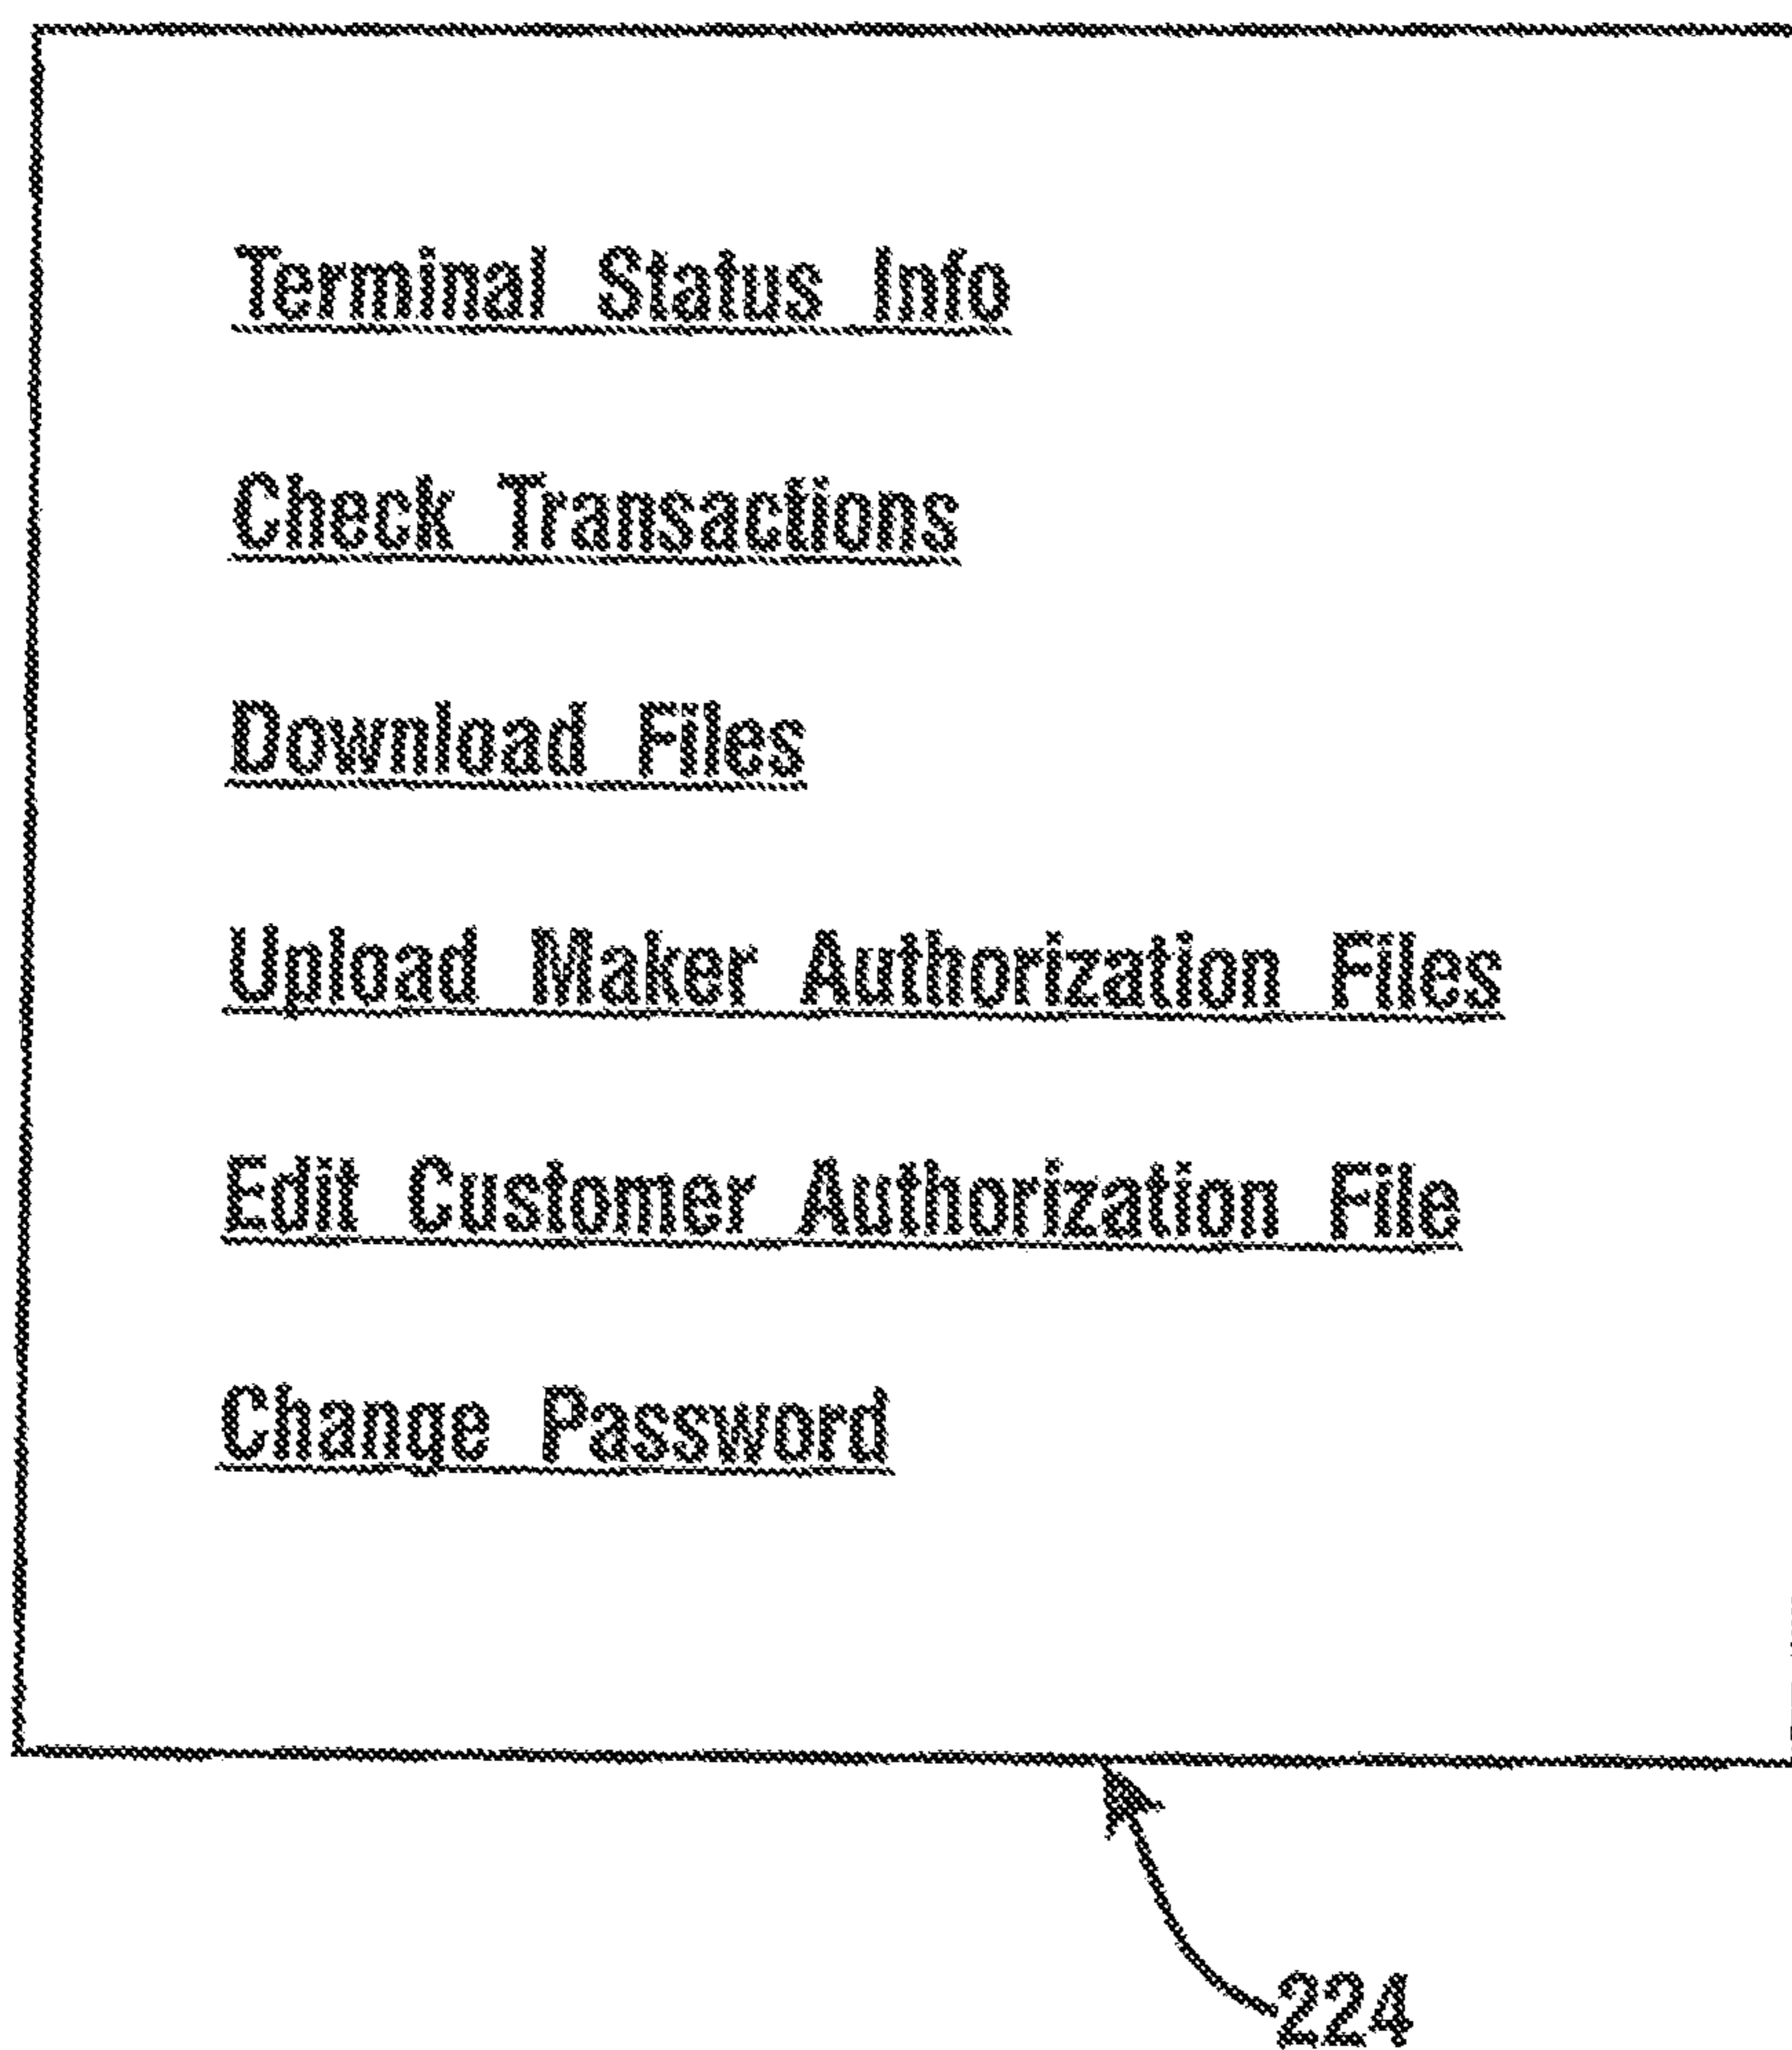 Terminal Status Info
Check Transactions
Download Files
Upload Maker Authorization Files
Edit Customer Authorization File
Change Password
224